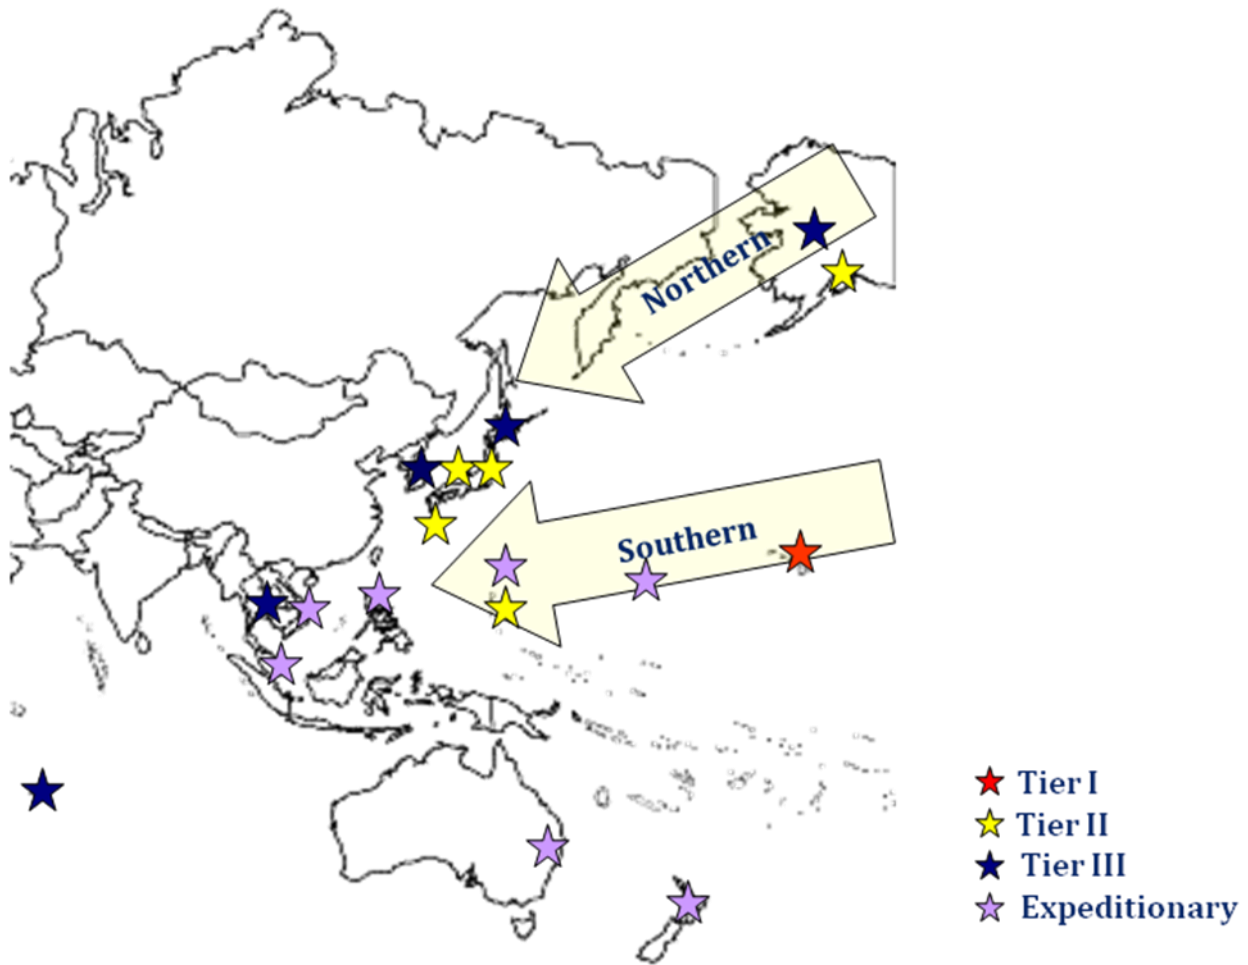 Northern
Southern
Tier I
Tier II
Tier III
Expeditionary